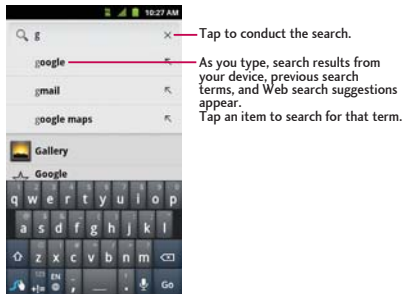 10:27 AM
g
Tap to conduct the search.
google
As you type, search results from
your device, previous search
terms, and Web search suggestions
appear.
Tap an item to search for that term.
gmail
google maps
Gallery
Google
q w e r t y u i o p
a s d f g h j k l
z x c v b n m
123
+!=
EN
; _ . Go